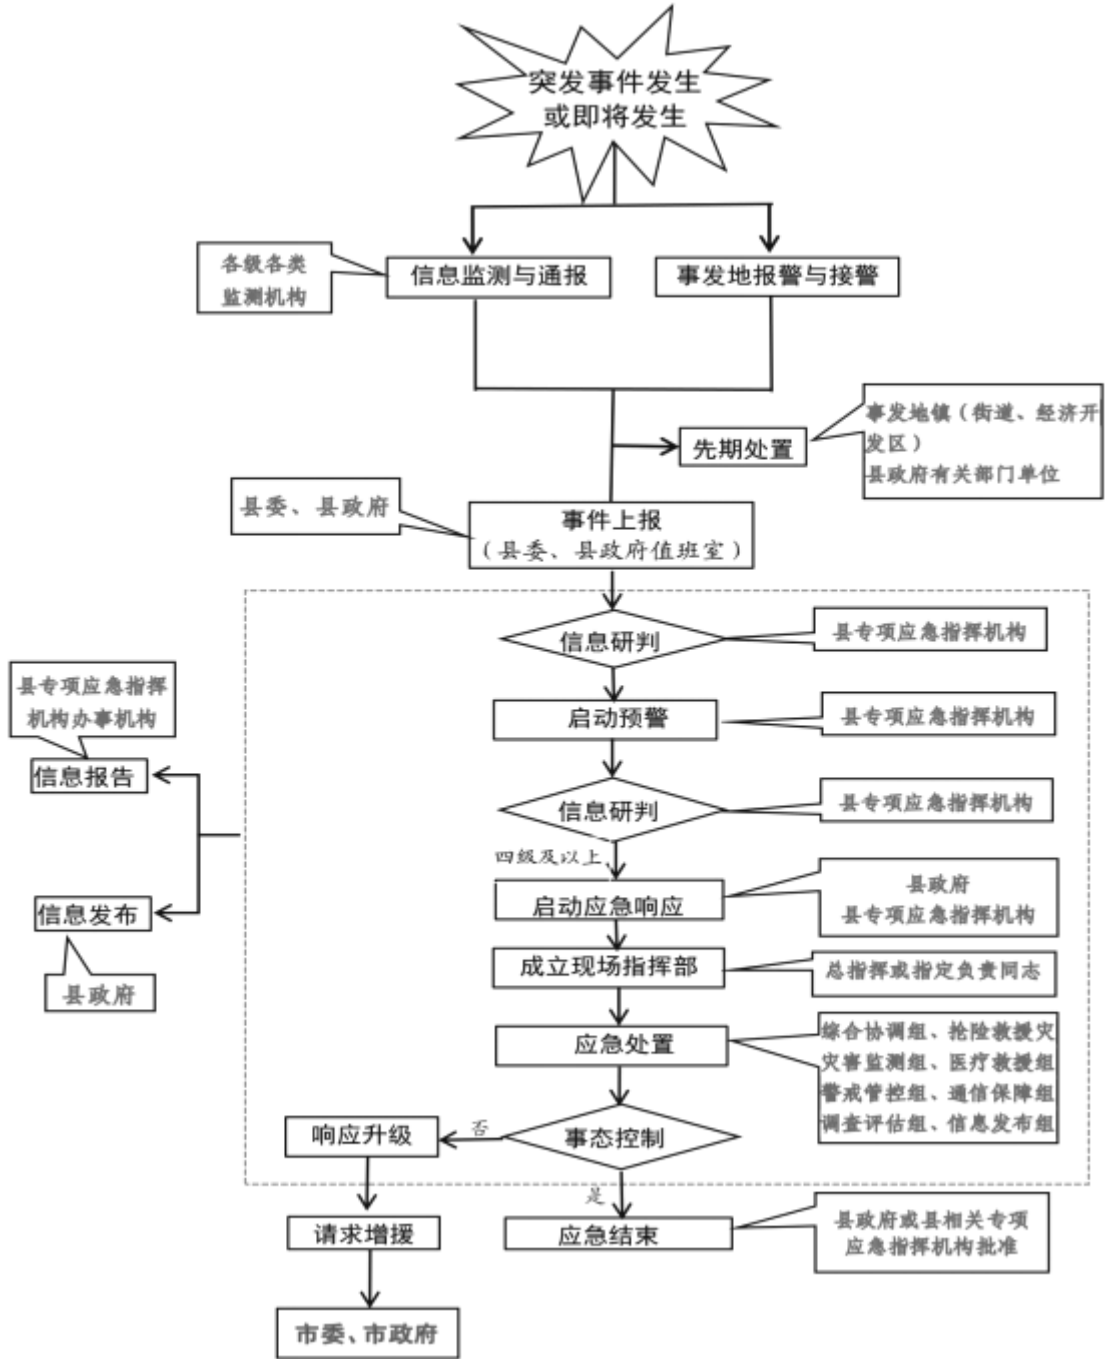 突发事件发生
或即将发生
各级各类
监测机构
信息监测与通报
事发地报警与接警
事发地镇（街道、经济开
发区）
县政府有关部门单位
先期处置
县委、县政府
事件上报
（县委、县政府值班室）
信息研判
县专项应急指挥机构
县专项应急指挥
机构办事机构
启动预警
县专项应急指挥机构
信息报告
信息研判
县专项应急指挥机构
四级及以上
启动应急响应
县政府
县专项应急指挥机构
信息发布
县政府
成立现场指挥部
总指挥或指定负责同志
应急处置
综合协调组、抢险救援灾
灾害监测组、医疗救援组
警戒管控组、通信保障组
调查评估组、信息发布组
响应升级
否
事态控制
是
请求增援
应急结束
县政府或县相关专项
应急指挥机构批准
市委、市政府